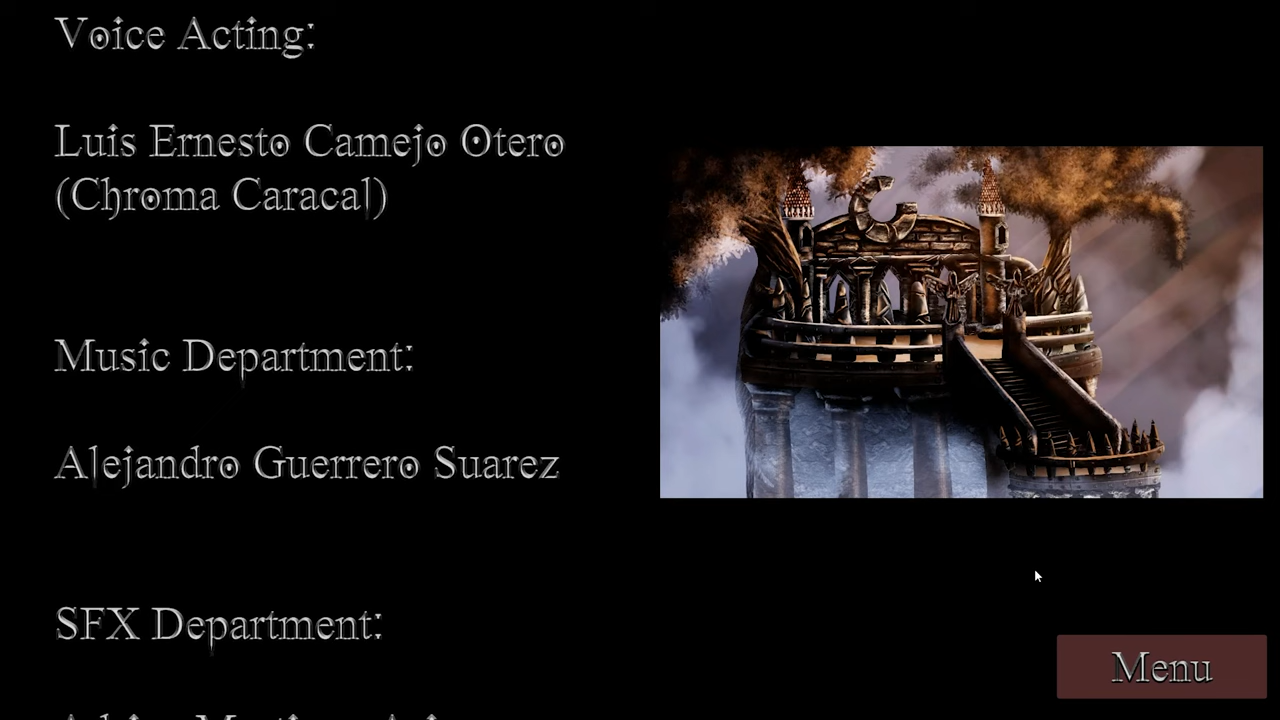 Voice Acting:
Luis Ernesto Camejo Otero
(Chroma Caracal)
Music Department:
Alejandro Guerrero Suarez
SFX Department:
Menu